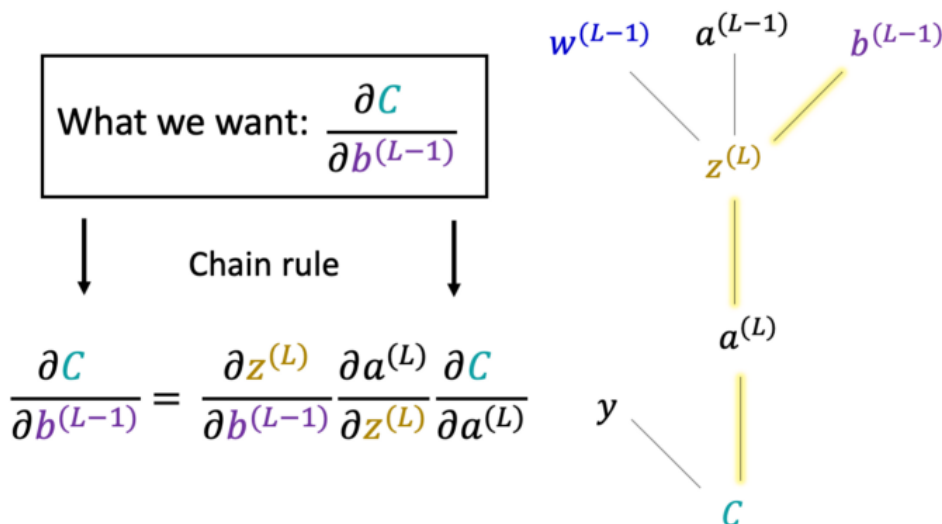 What we want: ∂C/∂b^(L−1)
Chain rule
∂C/∂b^(L−1) = ∂z^(L)/∂b^(L−1) ∂a^(L)/∂z^(L) ∂C/∂a^(L)
w^(L−1) a^(L−1) b^(L−1)
z^(L)
a^(L)
y
C